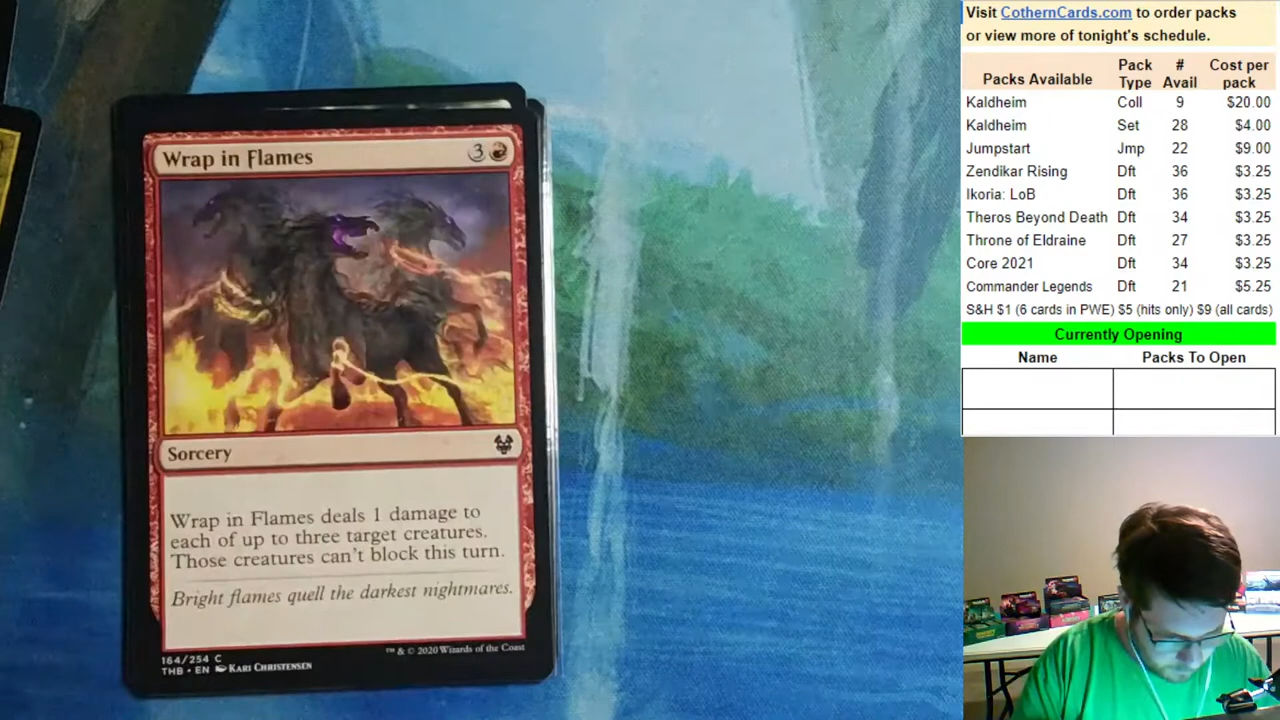 Wrap in Flames 3
Sorcery
Wrap in Flames deals 1 damage to
each of up to three target creatures.
Those creatures can't block this turn.
Bright flames quell the darkest nightmares.
164/254 C
THB • EN Kari Christensen
™ & © 2020 Wizards of the Coast
Visit CothernCards.com to order packs
or view more of tonight's schedule.
Packs Available Pack Type # Avail Cost per pack
Kaldheim Coll 9 $20.00
Kaldheim Set 28 $4.00
Jumpstart Jmp 22 $9.00
Zendikar Rising Dft 36 $3.25
Ikoria: LoB Dft 36 $3.25
Theros Beyond Death Dft 34 $3.25
Throne of Eldraine Dft 27 $3.25
Core 2021 Dft 34 $3.25
Commander Legends Dft 21 $5.25
S&H $1 (6 cards in PWE) $5 (hits only) $9 (all cards)
Currently Opening
Name Packs To Open